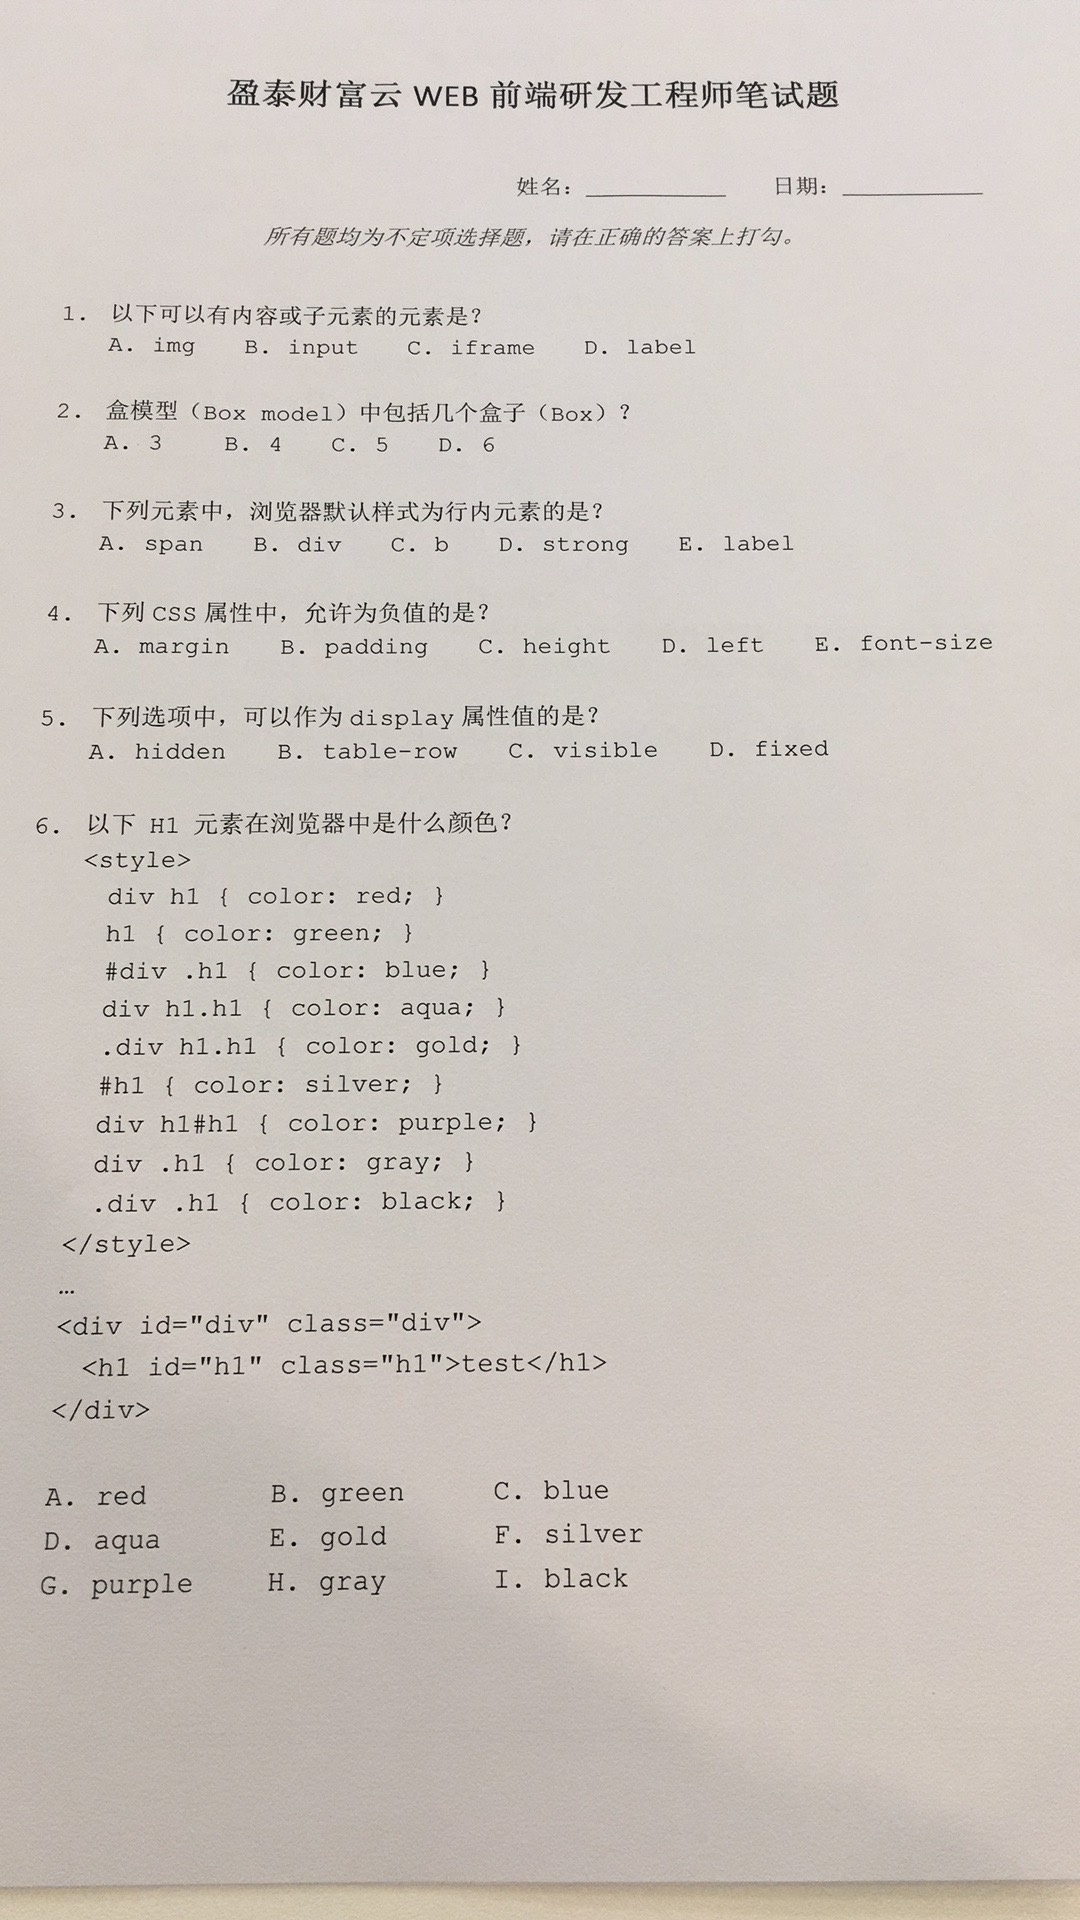 盈泰财富云 WEB 前端研发工程师笔试题
姓名：__________ 日期：__________
所有题均为不定项选择题，请在正确的答案上打勾。
1. 以下可以有内容或子元素的元素是？
A. img B. input C. iframe D. label
2. 盒模型（Box model）中包括几个盒子（Box）？
A. 3 B. 4 C. 5 D. 6
3. 下列元素中，浏览器默认样式为行内元素的是？
A. span B. div C. b D. strong E. label
4. 下列 CSS 属性中，允许为负值的是？
A. margin B. padding C. height D. left E. font-size
5. 下列选项中，可以作为 display 属性值的是？
A. hidden B. table-row C. visible D. fixed
6. 以下 H1 元素在浏览器中是什么颜色？
<style>
div h1 { color: red; }
h1 { color: green; }
#div .h1 { color: blue; }
div h1.h1 { color: aqua; }
.div h1.h1 { color: gold; }
#h1 { color: silver; }
div h1#h1 { color: purple; }
div .h1 { color: gray; }
.div .h1 { color: black; }
</style>
…
<div id="div" class="div">
<h1 id="h1" class="h1">test</h1>
</div>
A. red B. green C. blue
D. aqua E. gold F. silver
G. purple H. gray I. black